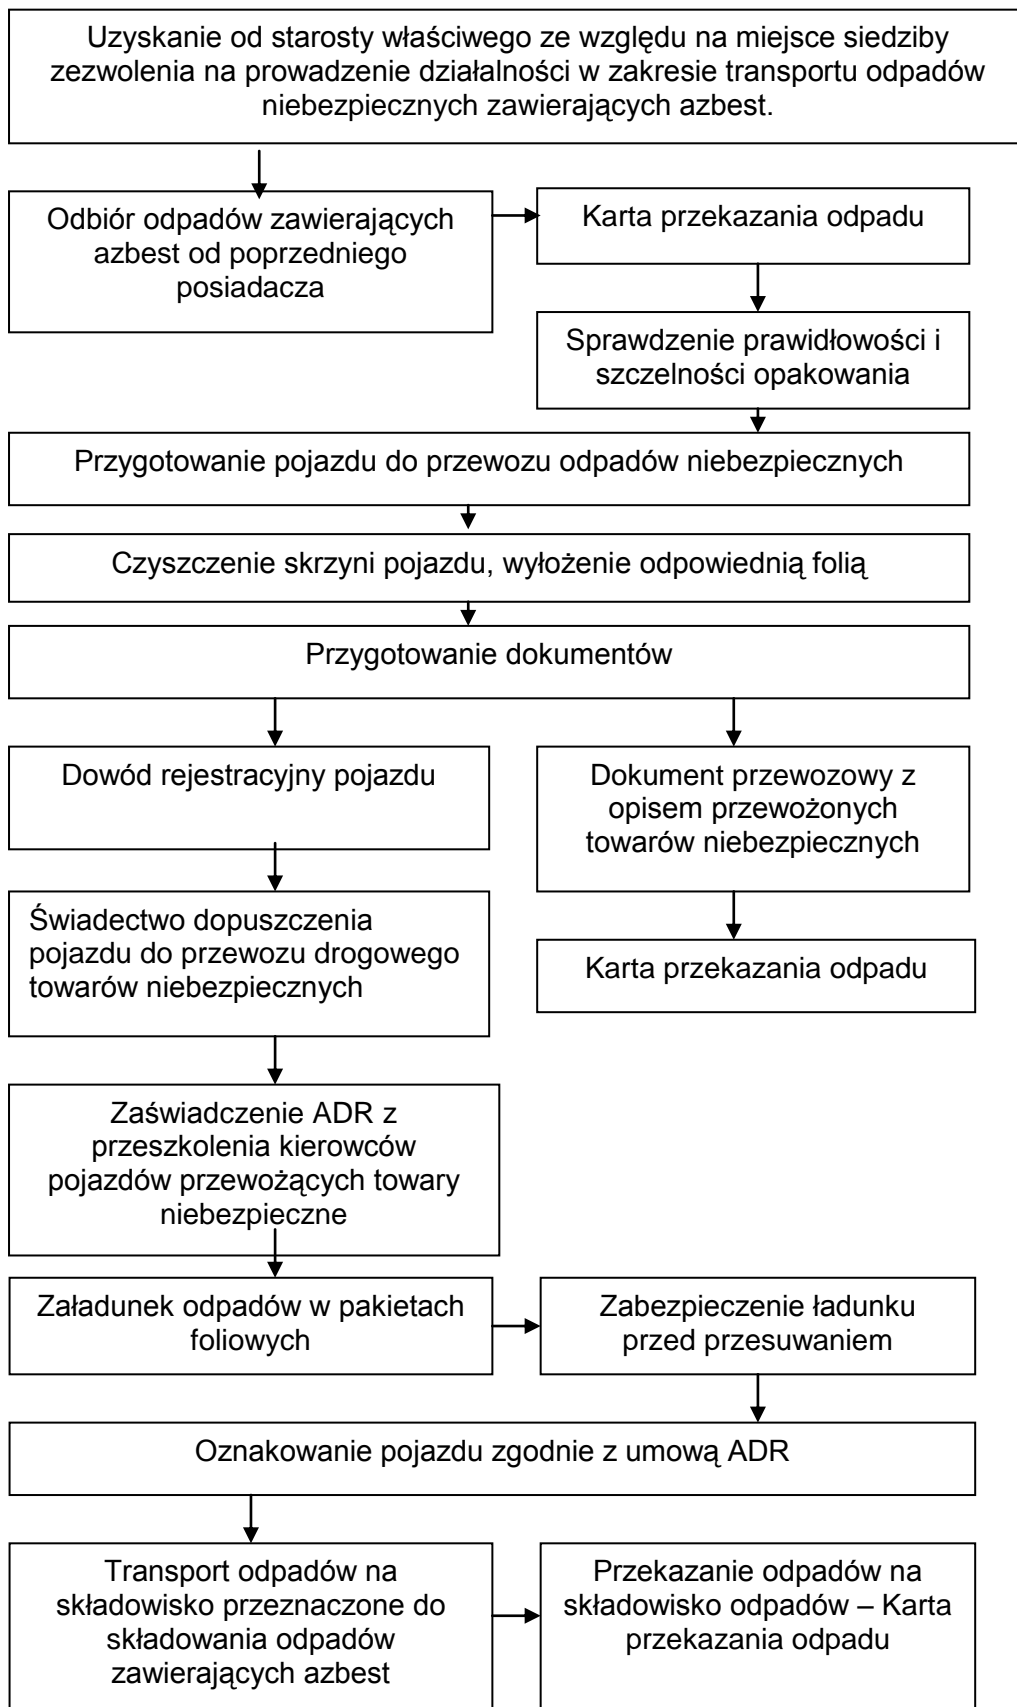 Uzyskanie od starosty właściwego ze względu na miejsce siedziby
zezwolenia na prowadzenie działalności w zakresie transportu odpadów
niebezpiecznych zawierających azbest.
Odbiór odpadów zawierających
azbest od poprzedniego
posiadacza
Karta przekazania odpadu
Sprawdzenie prawidłowości i
szczelności opakowania
Przygotowanie pojazdu do przewozu odpadów niebezpiecznych
Czyszczenie skrzyni pojazdu, wyłożenie odpowiednią folią
Przygotowanie dokumentów
Dowód rejestracyjny pojazdu
Dokument przewozowy z
opisem przewożonych
towarów niebezpiecznych
Świadectwo dopuszczenia
pojazdu do przewozu drogowego
towarów niebezpiecznych
Karta przekazania odpadu
Zaświadczenie ADR z
przeszkolenia kierowców
pojazdów przewożących towary
niebezpieczne
Załadunek odpadów w pakietach
foliowych
Zabezpieczenie ładunku
przed przesuwaniem
Oznakowanie pojazdu zgodnie z umową ADR
Transport odpadów na
składowisko przeznaczone do
składowania odpadów
zawierających azbest
Przekazanie odpadów na
składowisko odpadów – Karta
przekazania odpadu